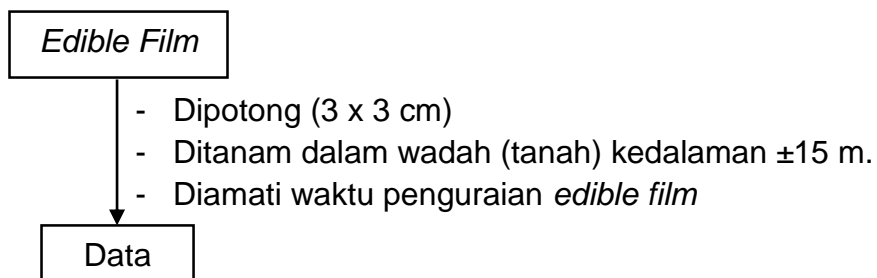 Edible Film
- Dipotong (3 x 3 cm)
- Ditanam dalam wadah (tanah) kedalaman ±15 m.
- Diamati waktu penguraian edible film
Data